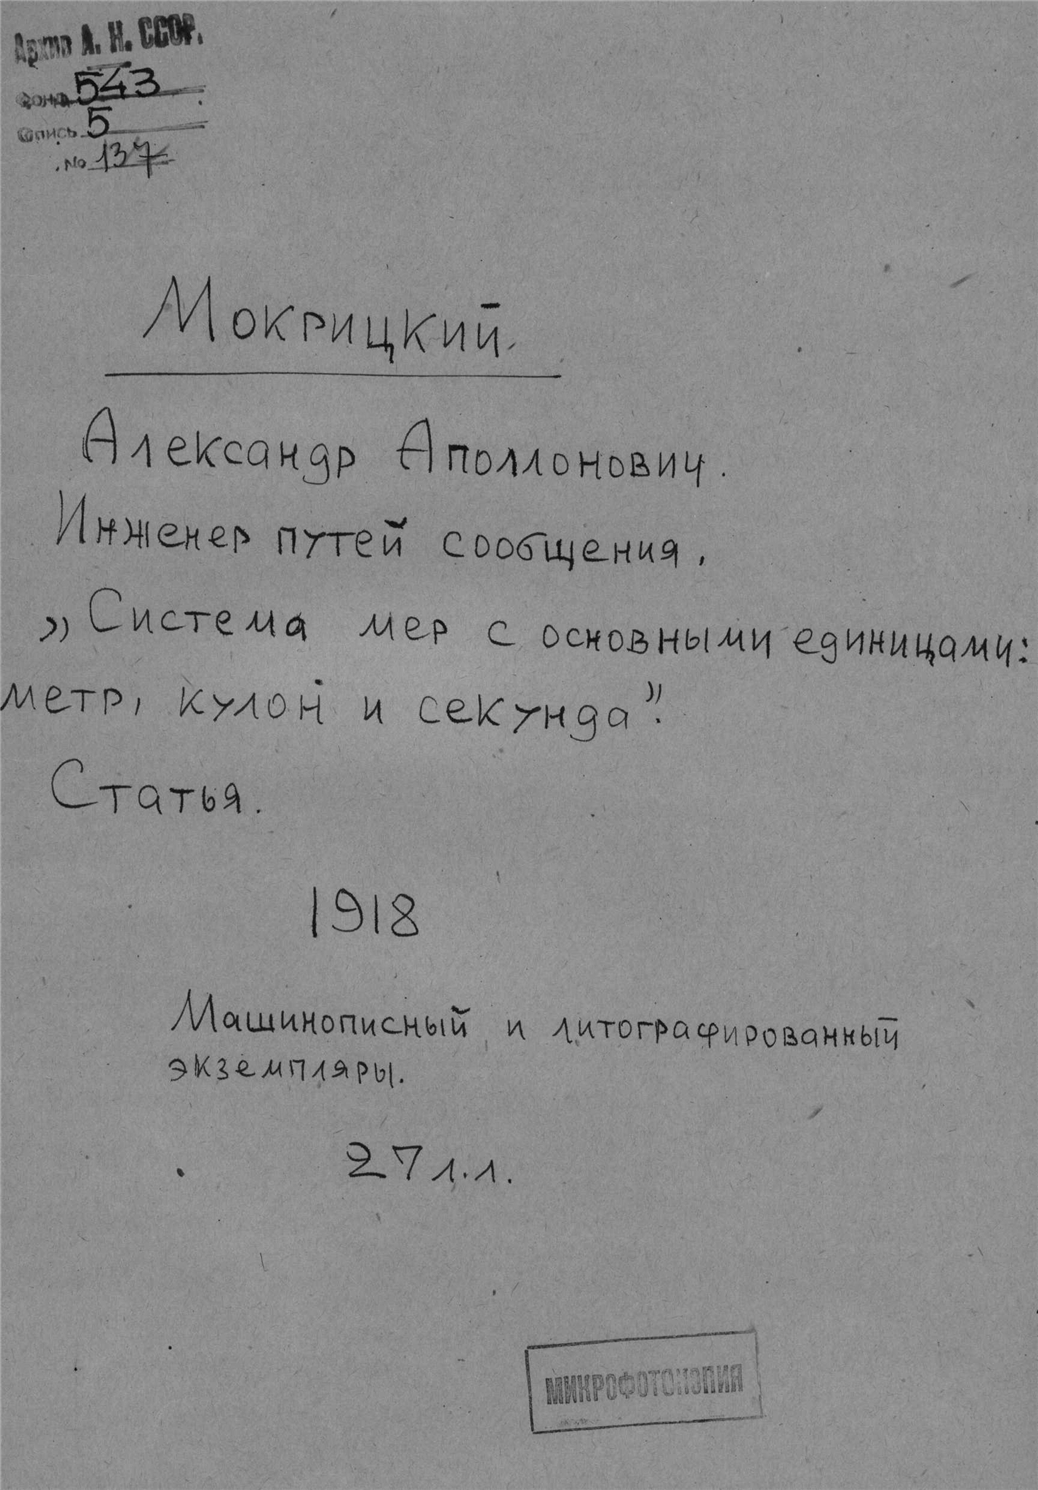 Архив А. Н. СССР.
Фонд 543
Опись 5
№ 137
Мокрицкий.
Александр Аполлонович.
Инженер путей сообщения.
„Система мер с основными единицами:
метр, кулон и секунда".
Статья.
1918
Машинописный и литографированный
экземпляры.
27 л.л.
МИКРОФОТОКОПИЯ